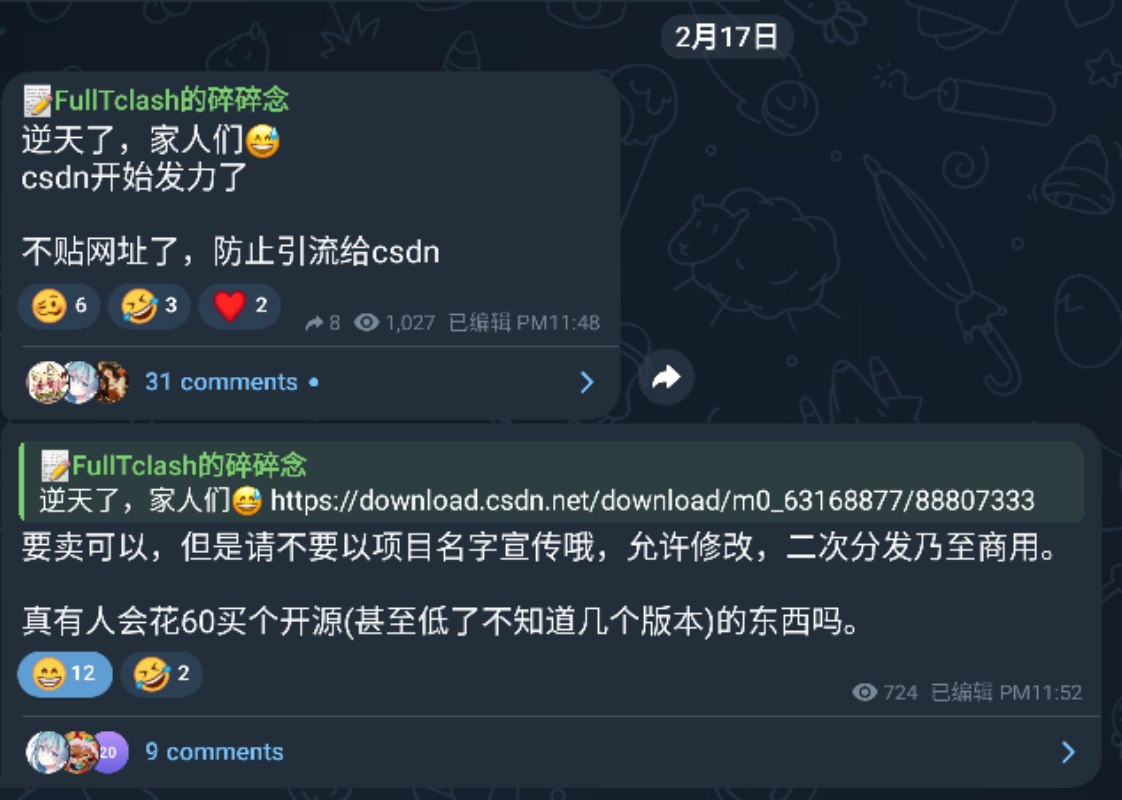 2月17日
📝FullTclash的碎碎念
逆天了，家人们😅
csdn开始发力了
不贴网址了，防止引流给csdn
🥴 6 🤣 3 ❤ 2
8 1,027 已编辑 PM11:48
31 comments
📝FullTclash的碎碎念
逆天了，家人们😅 https://download.csdn.net/download/m0_63168877/88807333
要卖可以，但是请不要以项目名字宣传哦，允许修改，二次分发乃至商用。
真有人会花60买个开源(甚至低了不知道几个版本)的东西吗。
😁 12 🤣 2
724 已编辑 PM11:52
20
9 comments